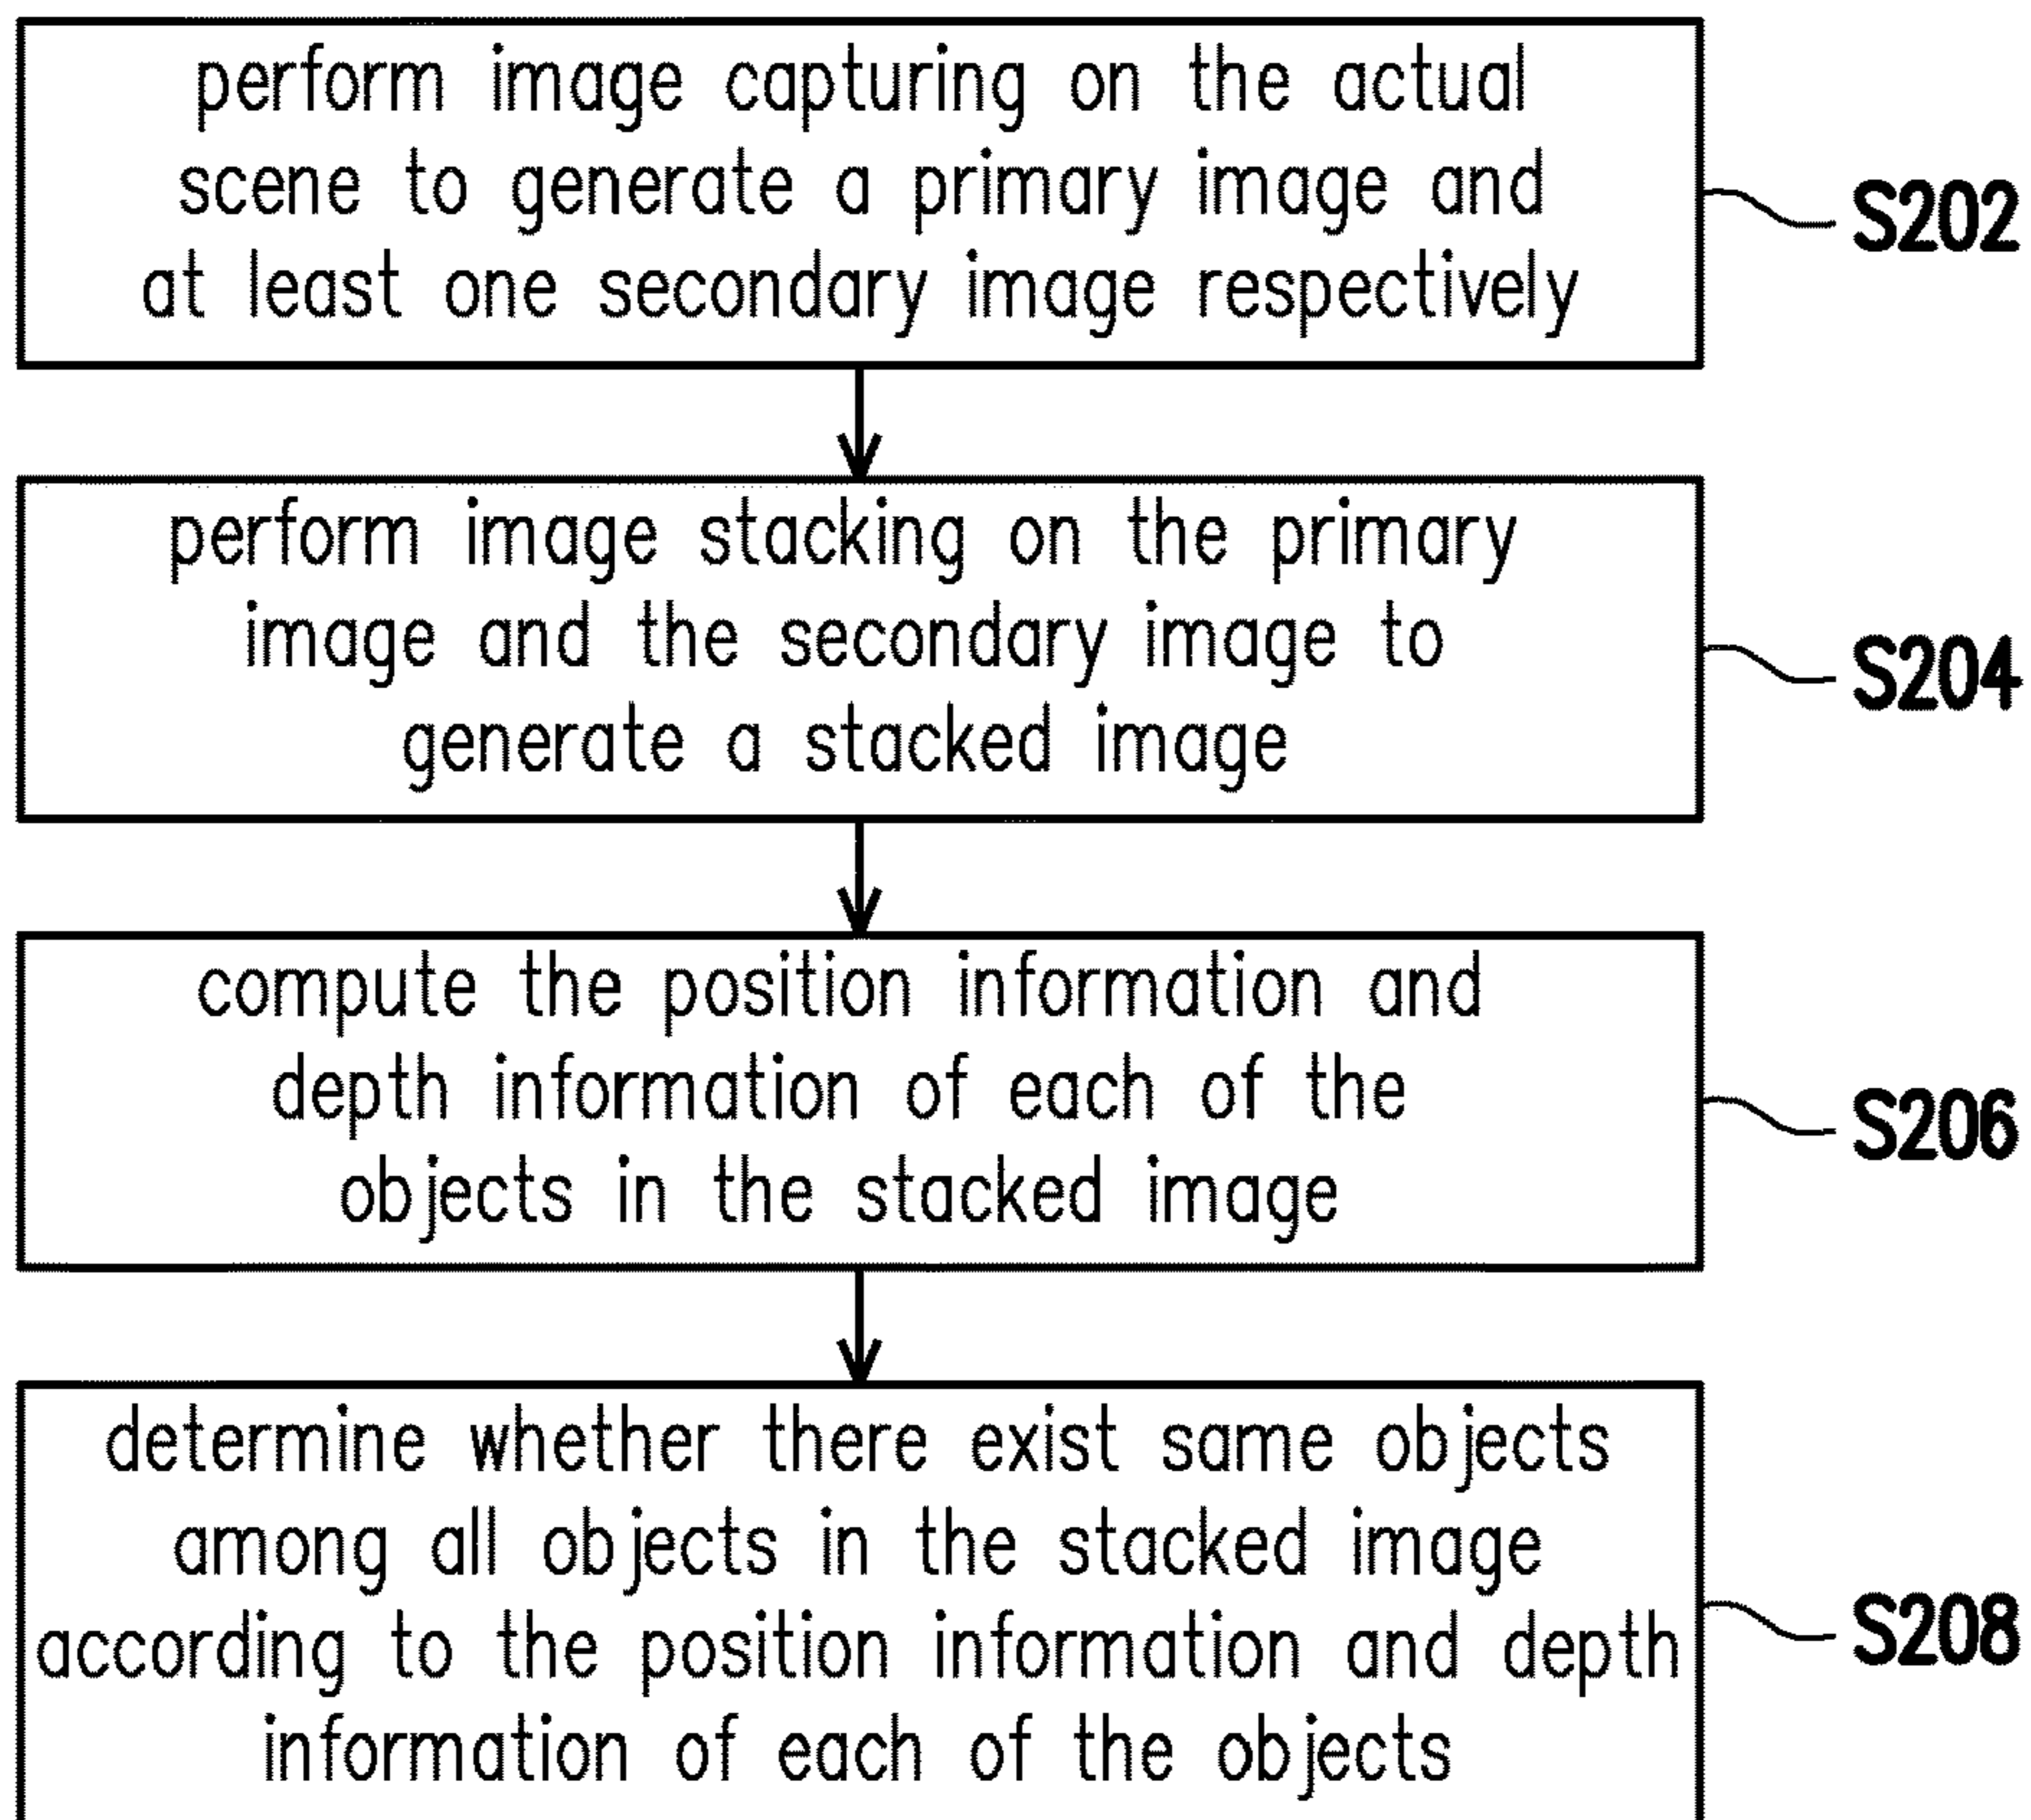 perform image capturing on the actual
scene to generate a primary image and
at least one secondary image respectively
S202
perform image stacking on the primary
image and the secondary image to
generate a stacked image
S204
compute the position information and
depth information of each of the
objects in the stacked image
S206
determine whether there exist same objects
among all objects in the stacked image
according to the position information and depth
information of each of the objects
S208